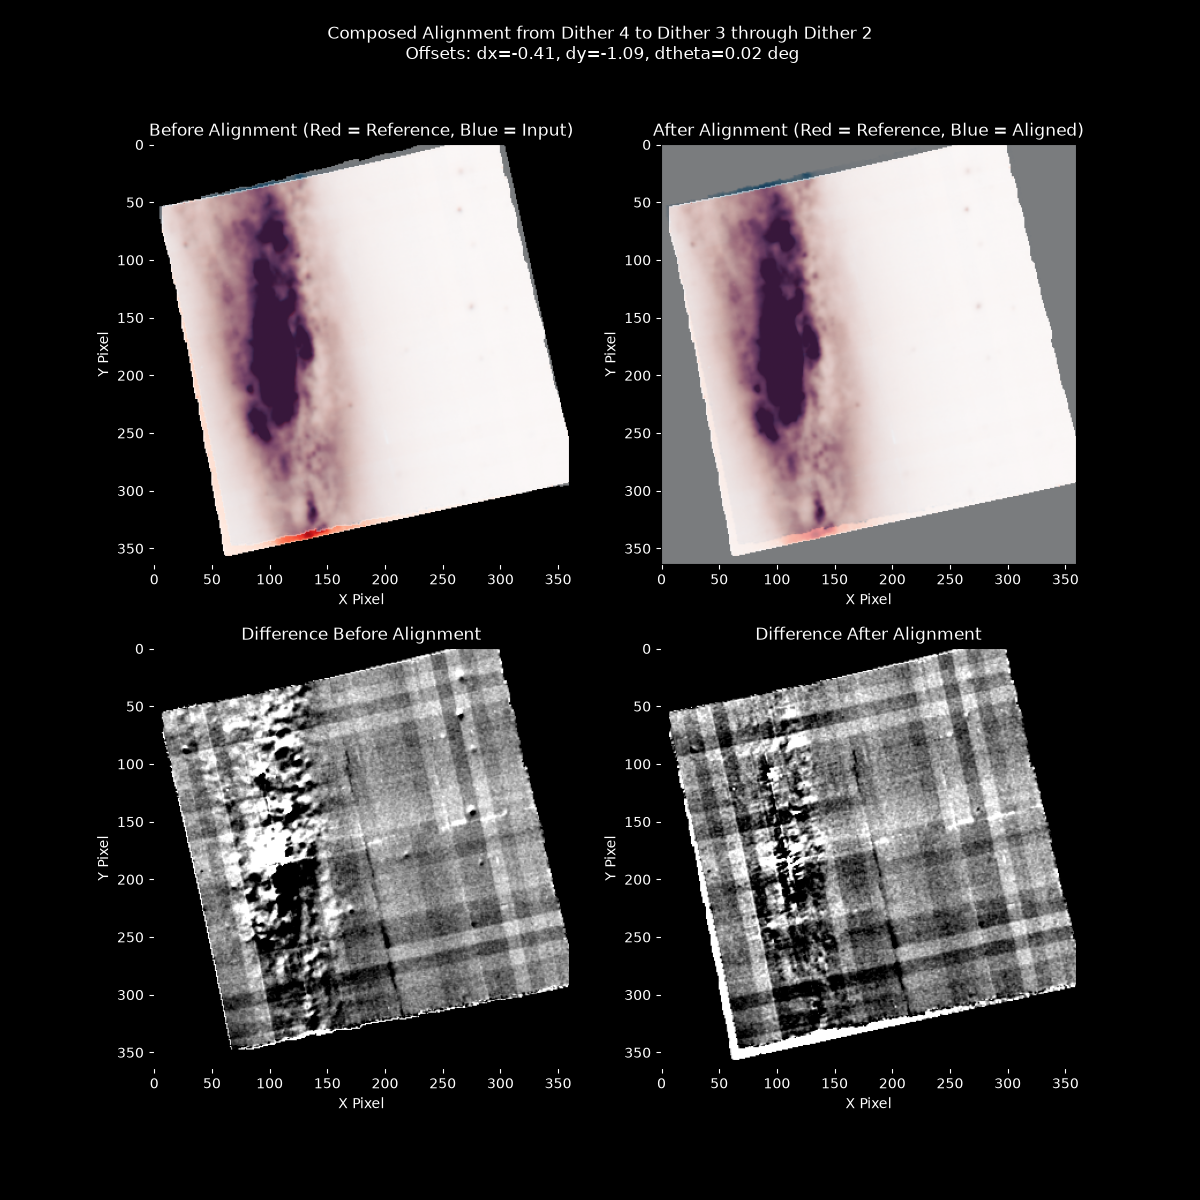 Composed Alignment from Dither 4 to Dither 3 through Dither 2
Offsets: dx=-0.41, dy=-1.09, dtheta=0.02 deg
Before Alignment (Red = Reference, Blue = Input)
0
50
100
150
200
250
300
350
Y Pixel
0 50 100 150 200 250 300 350
X Pixel
After Alignment (Red = Reference, Blue = Aligned)
0
50
100
150
200
250
300
350
Y Pixel
0 50 100 150 200 250 300 350
X Pixel
Difference Before Alignment
0
50
100
150
200
250
300
350
Y Pixel
0 50 100 150 200 250 300 350
X Pixel
Difference After Alignment
0
50
100
150
200
250
300
350
Y Pixel
0 50 100 150 200 250 300 350
X Pixel